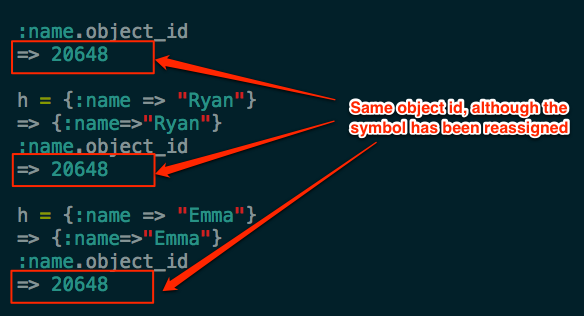 :name.object_id
=> 20648
h = {:name => "Ryan"}
=> {:name=>"Ryan"}
:name.object_id
=> 20648
h = {:name => "Emma"}
=> {:name=>"Emma"}
:name.object_id
=> 20648
Same object id, although the
symbol has been reassigned